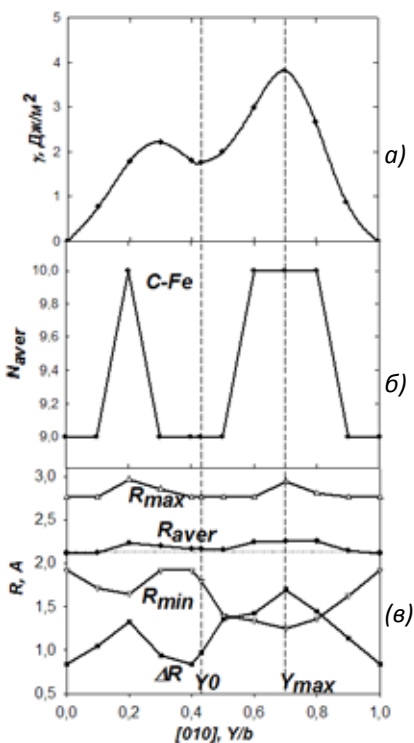 5
4
3
2
1
0
γ, Дж/м²
а)
10,0
9,8
9,6
9,4
9,2
9,0
N_aver
C-Fe
б)
3,0
2,5
2,0
1,5
1,0
0,5
R, A
R_max
R_aver
R_min
ΔR
Y0
Y_max
(в)
0,0 0,2 0,4 0,6 0,8 1,0
[010], Y/b